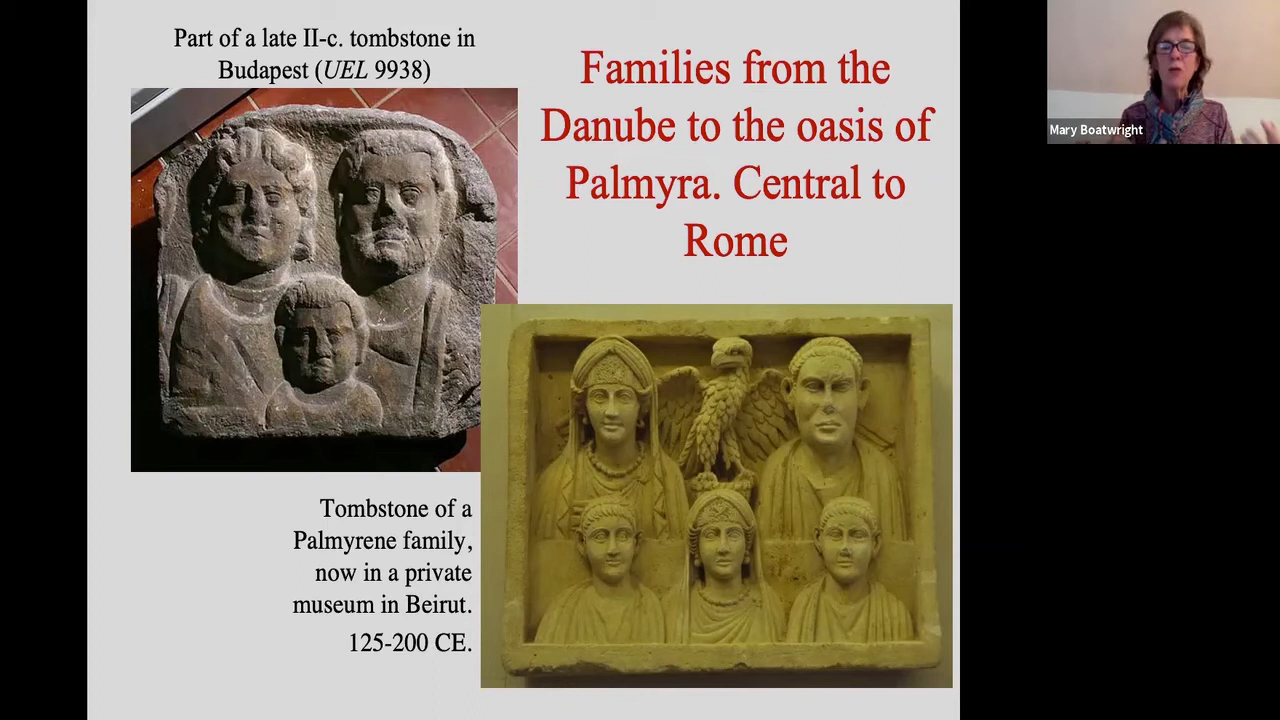 Part of a late II-c. tombstone in
Budapest (UEL 9938)
Families from the
Danube to the oasis of
Palmyra. Central to
Rome
Mary Boatwright
Tombstone of a
Palmyrene family,
now in a private
museum in Beirut.
125-200 CE.